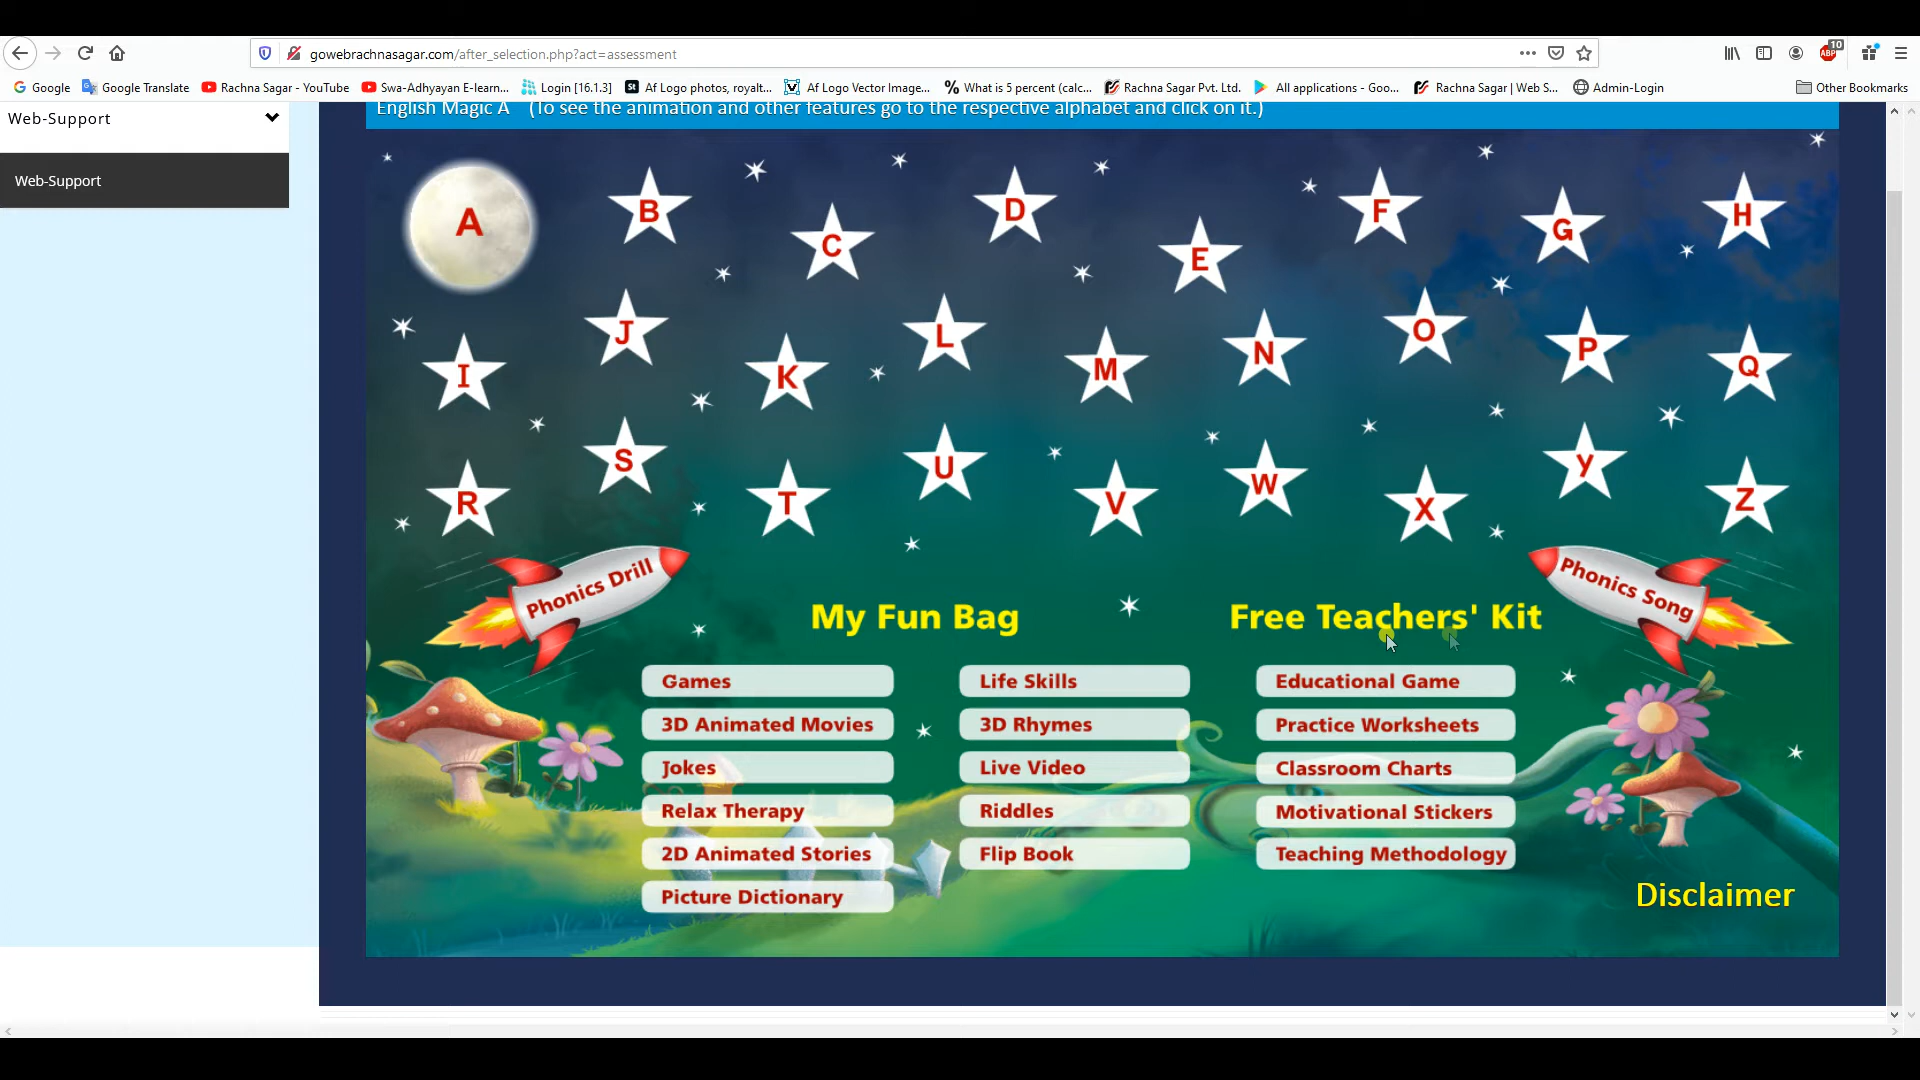 gowebrachnasagar.com/after_selection.php?act=assessment
ABP
10
Google
Google Translate
Rachna Sagar - YouTube
Swa-Adhyayan E-learn...
Login [16.1.3]
St
Af Logo photos, royalt...
Af Logo Vector Image...
% What is 5 percent (calc...
Rachna Sagar Pvt. Ltd.
All applications - Goo...
Rachna Sagar | Web S...
Admin-Login
Other Bookmarks
Web-Support
Web-Support
English Magic A (To see the animation and other features go to the respective alphabet and click on it.)
A
B
C
D
E
F
G
H
I
J
K
L
M
N
O
P
Q
R
S
T
U
V
W
X
y
Z
Phonics Drill
Phonics Song
My Fun Bag
Games
3D Animated Movies
Jokes
Relax Therapy
2D Animated Stories
Picture Dictionary
Life Skills
3D Rhymes
Live Video
Riddles
Flip Book
Free Teachers' Kit
Educational Game
Practice Worksheets
Classroom Charts
Motivational Stickers
Teaching Methodology
Disclaimer